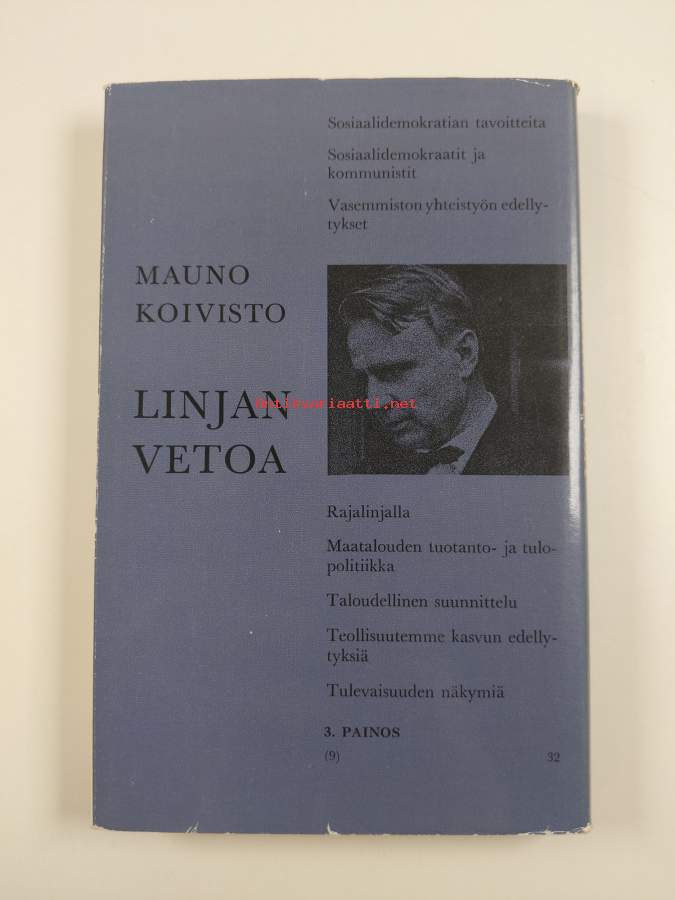 Sosiaalidemokratian tavoitteita
Sosiaalidemokraatit ja
kommunistit
Vasemmiston yhteistyön edelly-
tykset
MAUNO
KOIVISTO
LINJAN
VETOA
antikvariaatti.net
Rajalinjalla
Maatalouden tuotanto- ja tulo-
politiikka
Taloudellinen suunnittelu
Teollisuutemme kasvun edelly-
tyksiä
Tulevaisuuden näkymiä
3. PAINOS
(9) 32